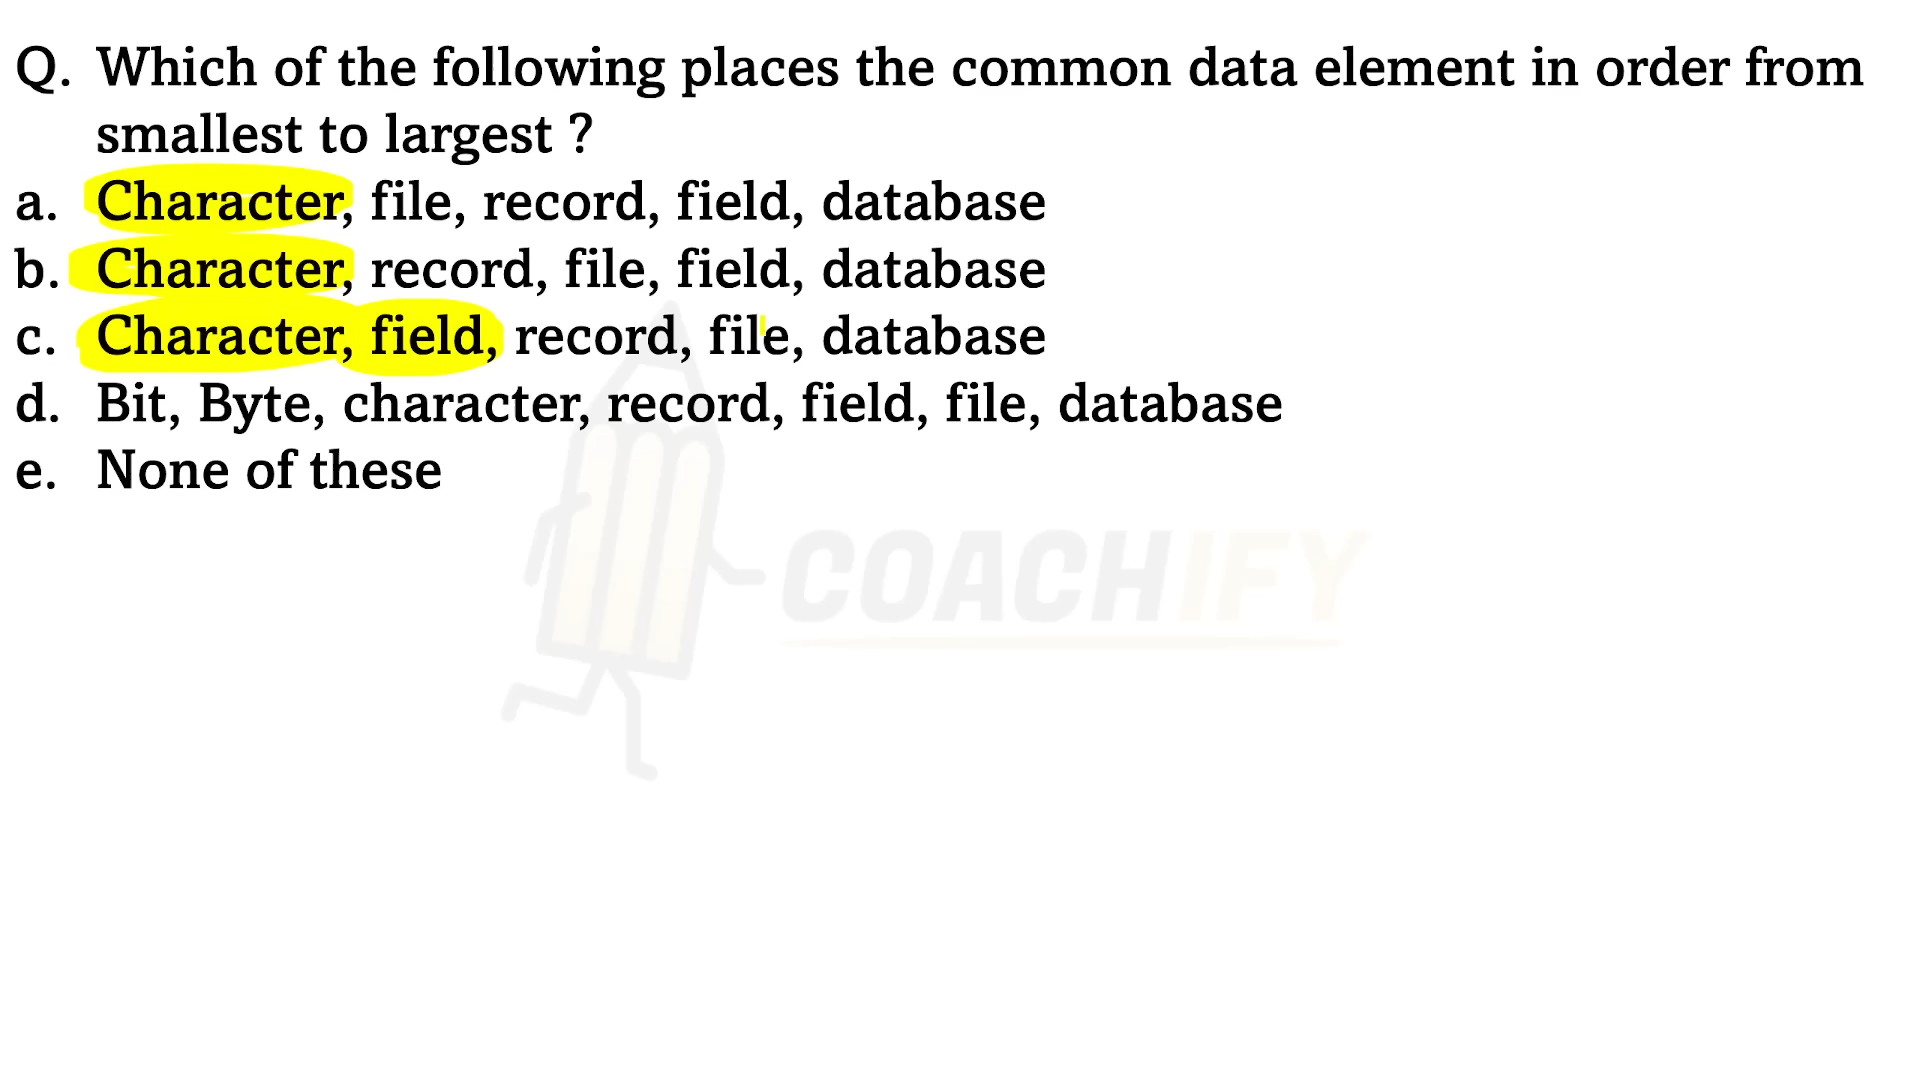 Q. Which of the following places the common data element in order from
smallest to largest ?
a. Character, file, record, field, database
b. Character, record, file, field, database
c. Character, field, record, file, database
d. Bit, Byte, character, record, field, file, database
e. None of these
COACHIFY